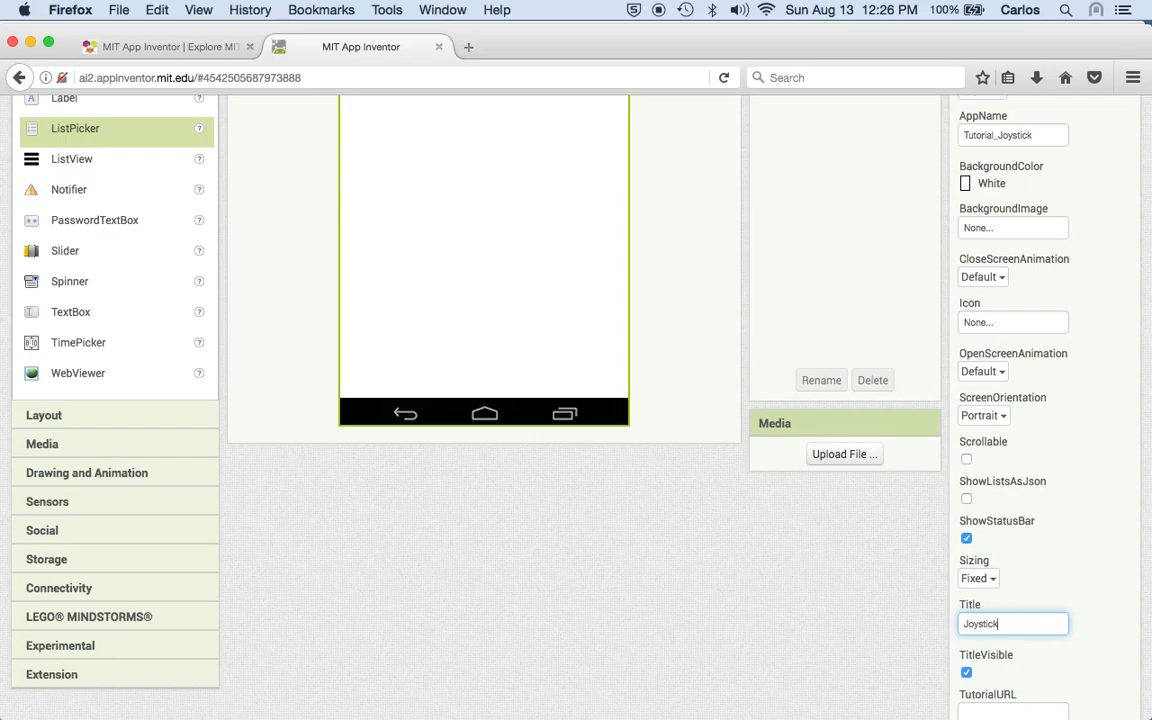 Firefox File Edit View History Bookmarks Tools Window Help 5 Sun Aug 13 12:26 PM 100% Carlos
MIT App Inventor | Explore MIT
MIT App Inventor
ai2.appinventor.mit.edu/#4542505687973888
Search
Label ?
ListPicker ?
ListView ?
Notifier ?
PasswordTextBox ?
Slider ?
Spinner ?
TextBox ?
TimePicker ?
WebViewer ?
Layout
Media
Drawing and Animation
Sensors
Social
Storage
Connectivity
LEGO® MINDSTORMS®
Experimental
Extension
Rename Delete
Media
Upload File ...
AppName
Tutorial_Joystick
BackgroundColor
White
BackgroundImage
None...
CloseScreenAnimation
Default
Icon
None...
OpenScreenAnimation
Default
ScreenOrientation
Portrait
Scrollable
ShowListsAsJson
ShowStatusBar
Sizing
Fixed
Title
Joystick
TitleVisible
TutorialURL